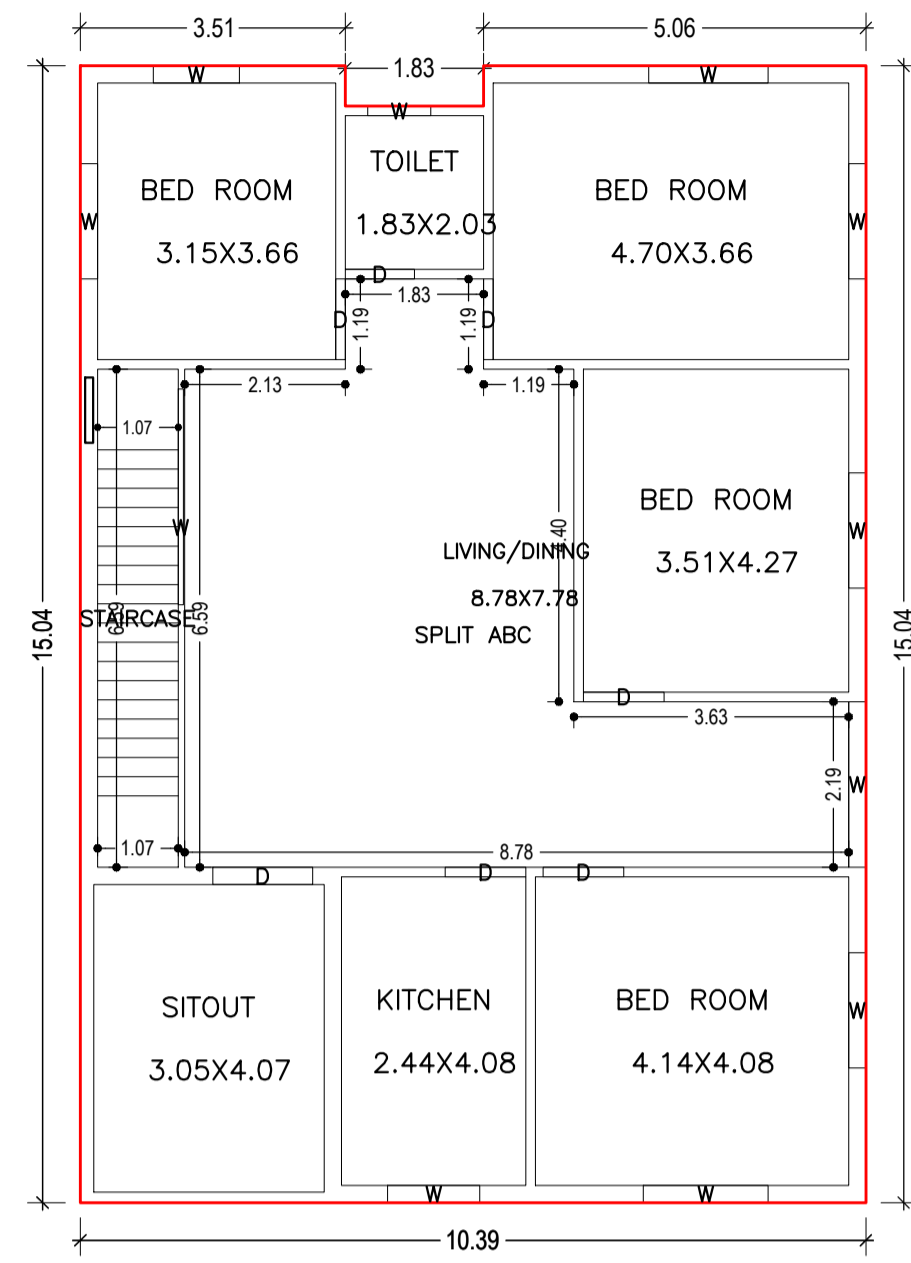 3.51
5.06
1.83
W
W
W
TOILET
1.83X2.03
BED ROOM
3.15X3.66
BED ROOM
4.70X3.66
W
W
D
1.83
D
1.19
1.19
D
2.13
1.19
1.07
W
4.40
BED ROOM
3.51X4.27
W
LIVING/DINING
8.78X7.78
SPLIT ABC
STAIRCASE
6.59
6.59
15.04
15.04
D
3.63
2.19
W
1.07
8.78
D
D
D
W
SITOUT
3.05X4.07
KITCHEN
2.44X4.08
BED ROOM
4.14X4.08
W
W
10.39